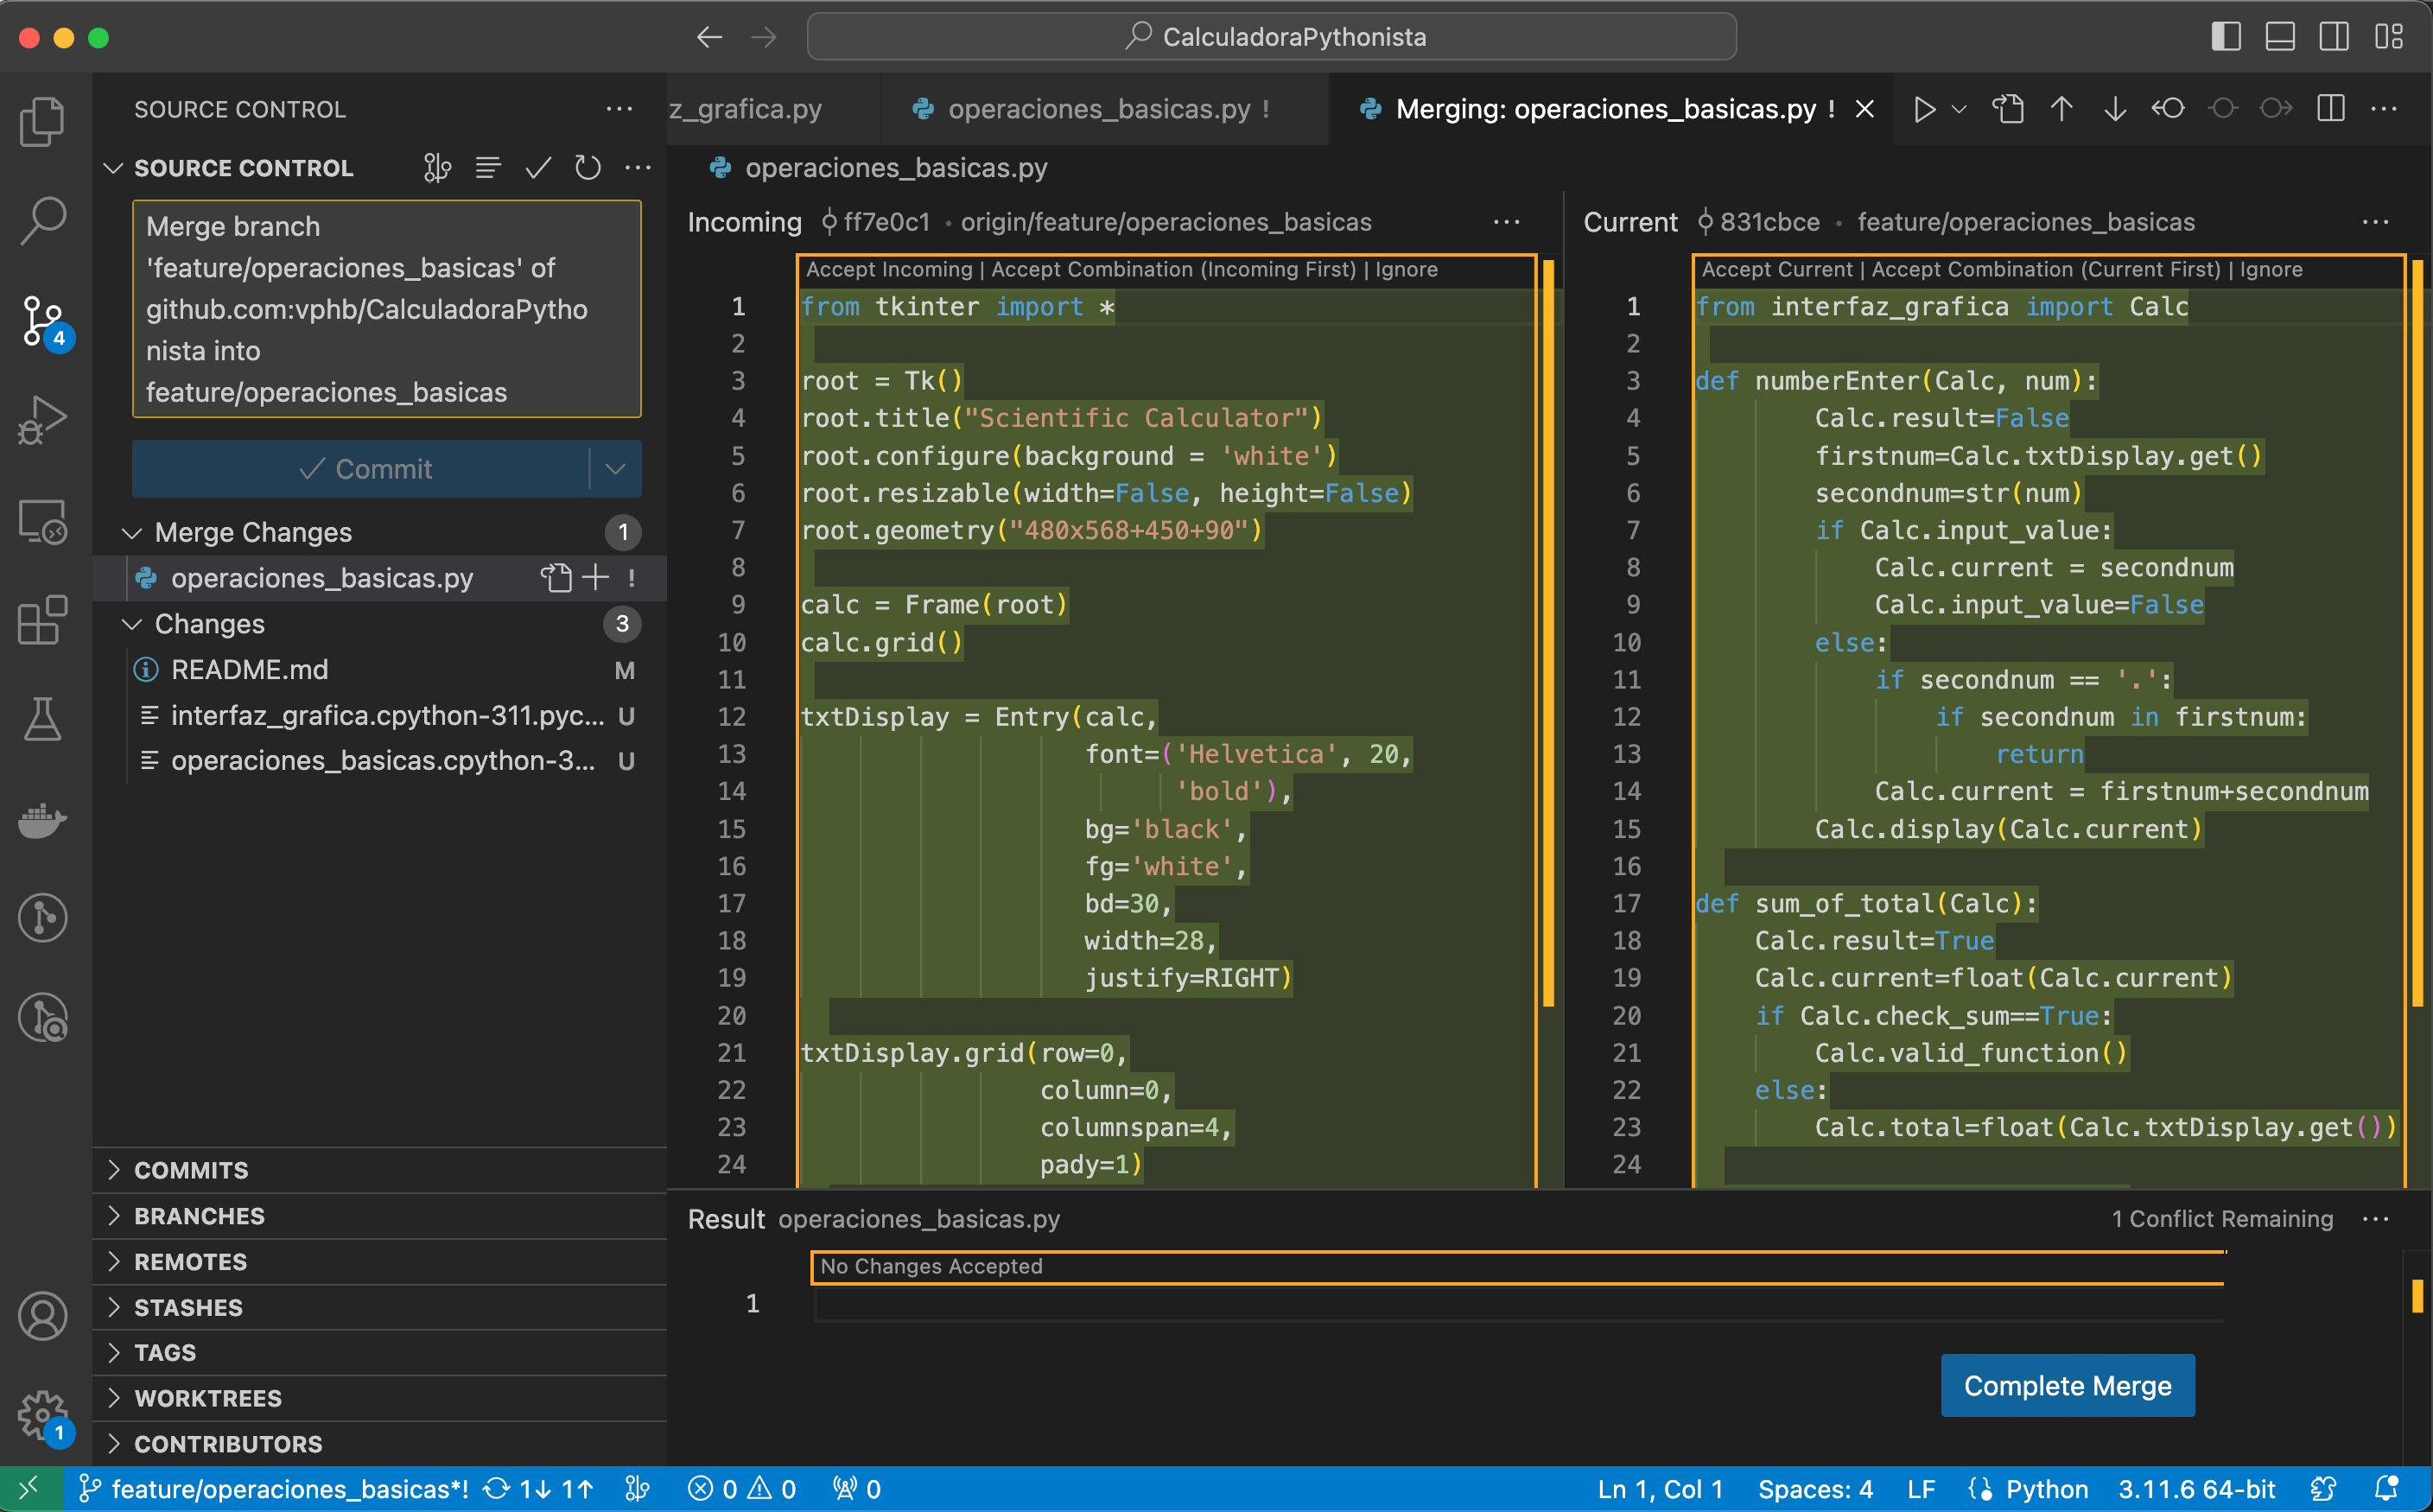 CalculadoraPythonista
SOURCE CONTROL
SOURCE CONTROL
Merge branch
'feature/operaciones_basicas' of
github.com:vphb/CalculadoraPytho
nista into
feature/operaciones_basicas
Commit
Merge Changes 1
operaciones_basicas.py !
Changes 3
README.md M
interfaz_grafica.cpython-311.pyc... U
operaciones_basicas.cpython-3... U
COMMITS
BRANCHES
REMOTES
STASHES
TAGS
WORKTREES
CONTRIBUTORS
4
1
z_grafica.py
operaciones_basicas.py !
Merging: operaciones_basicas.py !
operaciones_basicas.py
Incoming ff7e0c1 • origin/feature/operaciones_basicas
Accept Incoming | Accept Combination (Incoming First) | Ignore
1 from tkinter import *
2
3 root = Tk()
4 root.title("Scientific Calculator")
5 root.configure(background = 'white')
6 root.resizable(width=False, height=False)
7 root.geometry("480x568+450+90")
8
9 calc = Frame(root)
10 calc.grid()
11
12 txtDisplay = Entry(calc,
13 font=('Helvetica', 20,
14 'bold'),
15 bg='black',
16 fg='white',
17 bd=30,
18 width=28,
19 justify=RIGHT)
20
21 txtDisplay.grid(row=0,
22 column=0,
23 columnspan=4,
24 pady=1)
Current 831cbce • feature/operaciones_basicas
Accept Current | Accept Combination (Current First) | Ignore
1 from interfaz_grafica import Calc
2
3 def numberEnter(Calc, num):
4 Calc.result=False
5 firstnum=Calc.txtDisplay.get()
6 secondnum=str(num)
7 if Calc.input_value:
8 Calc.current = secondnum
9 Calc.input_value=False
10 else:
11 if secondnum == '.':
12 if secondnum in firstnum:
13 return
14 Calc.current = firstnum+secondnum
15 Calc.display(Calc.current)
16
17 def sum_of_total(Calc):
18 Calc.result=True
19 Calc.current=float(Calc.current)
20 if Calc.check_sum==True:
21 Calc.valid_function()
22 else:
23 Calc.total=float(Calc.txtDisplay.get())
24
Result operaciones_basicas.py
1 Conflict Remaining
No Changes Accepted
1
Complete Merge
feature/operaciones_basicas*! 1↓ 1↑ 0 0 0
Ln 1, Col 1 Spaces: 4 LF Python 3.11.6 64-bit